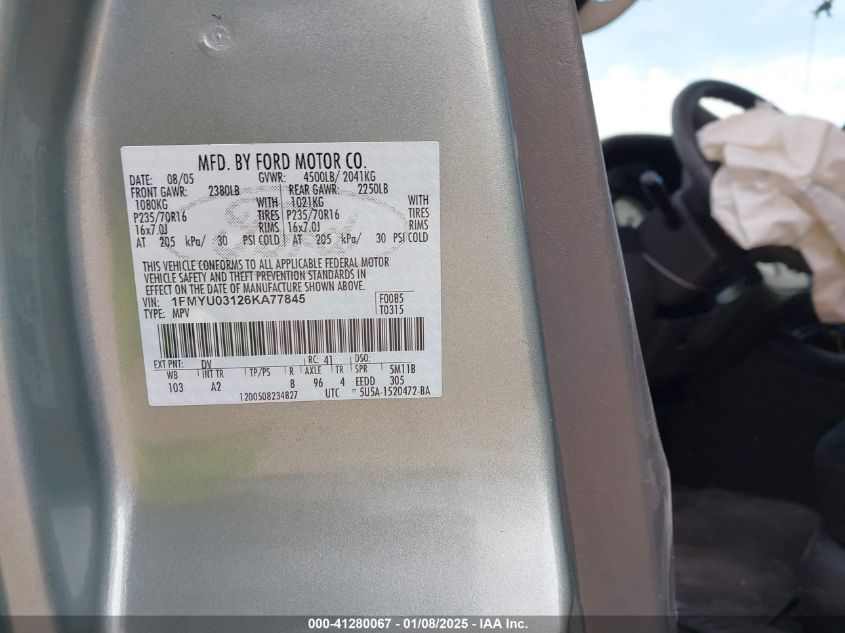 MFD. BY FORD MOTOR CO.
DATE: 08/05 GVWR: 4500LB/ 2041KG
FRONT GAWR: 2380LB REAR GAWR: 2250LB
1080KG WITH 1021KG WITH
P235/70R16 TIRES P235/70R16 TIRES
16x7.0J RIMS 16x7.0J RIMS
AT 205 kPa/ 30 PSI COLD AT 205 kPa/ 30 PSI COLD
THIS VEHICLE CONFORMS TO ALL APPLICABLE FEDERAL MOTOR
VEHICLE SAFETY AND THEFT PREVENTION STANDARDS IN
EFFECT ON THE DATE OF MANUFACTURE SHOWN ABOVE.
VIN: 1FMYU03126KA77845 F0085
TYPE: MPV T0315
EXT PNT: DV RC: 41 DSO:
WB INT TR TP/PS R AXLE TR SPR 5M11B
103 A2 8 96 4 EEDD 305
1200508234827 UTC 5U5A-1520472-BA
Ford
000-41280067 - 01/08/2025 - IAA Inc.